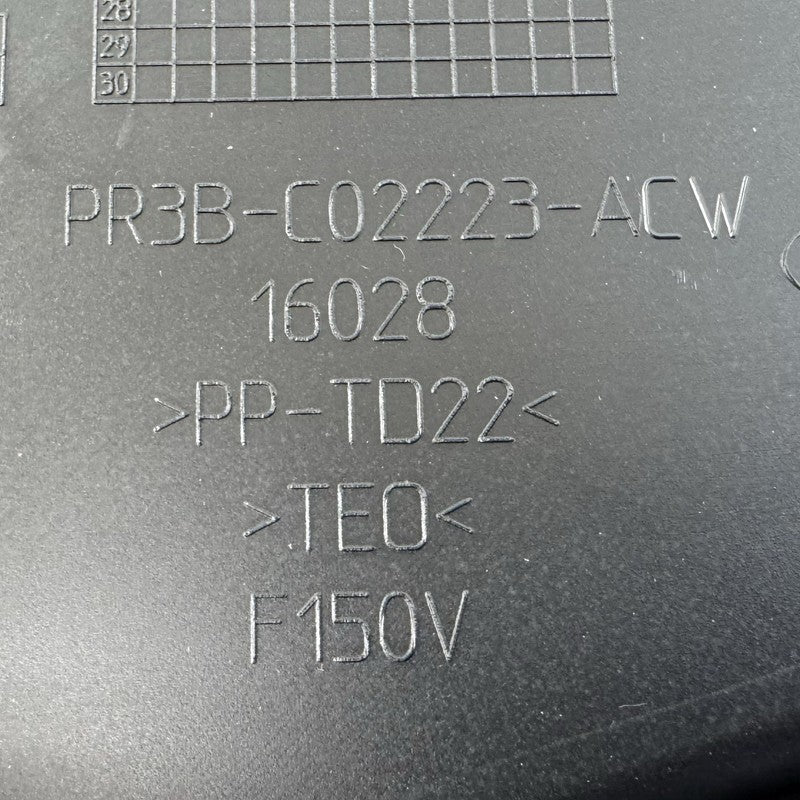 28
29
30
PR3B-C02223-ACW
16028
>PP-TD22<
>TEO<
F150V